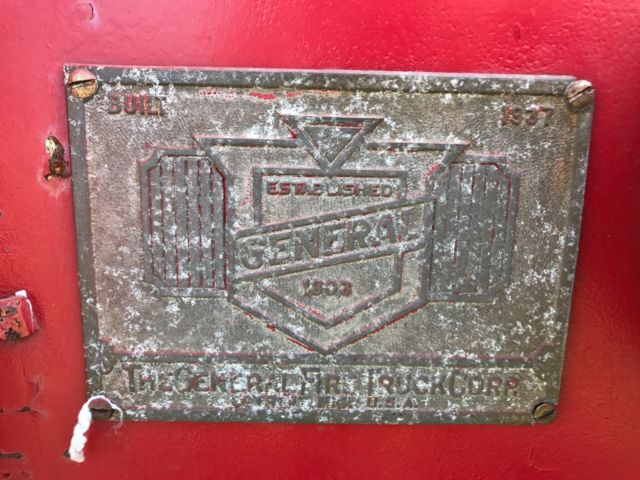 BUILT 1937
ESTABLISHED
GENERAL
1903
THE GENERAL FIRE TRUCK CORP.
U.S.A.